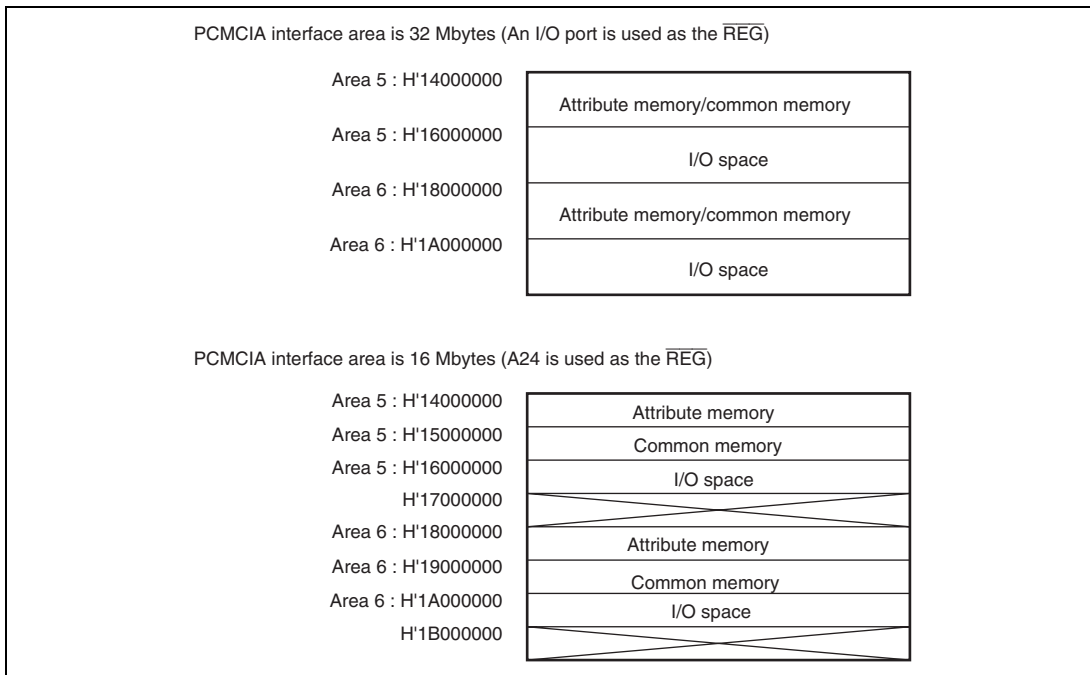 PCMCIA interface area is 32 Mbytes (An I/O port is used as the R̅E̅G̅)
Area 5 : H'14000000
Attribute memory/common memory
Area 5 : H'16000000
I/O space
Area 6 : H'18000000
Attribute memory/common memory
Area 6 : H'1A000000
I/O space
PCMCIA interface area is 16 Mbytes (A24 is used as the R̅E̅G̅)
Area 5 : H'14000000
Attribute memory
Area 5 : H'15000000
Common memory
Area 5 : H'16000000
I/O space
H'17000000
Area 6 : H'18000000
Attribute memory
Area 6 : H'19000000
Common memory
Area 6 : H'1A000000
I/O space
H'1B000000